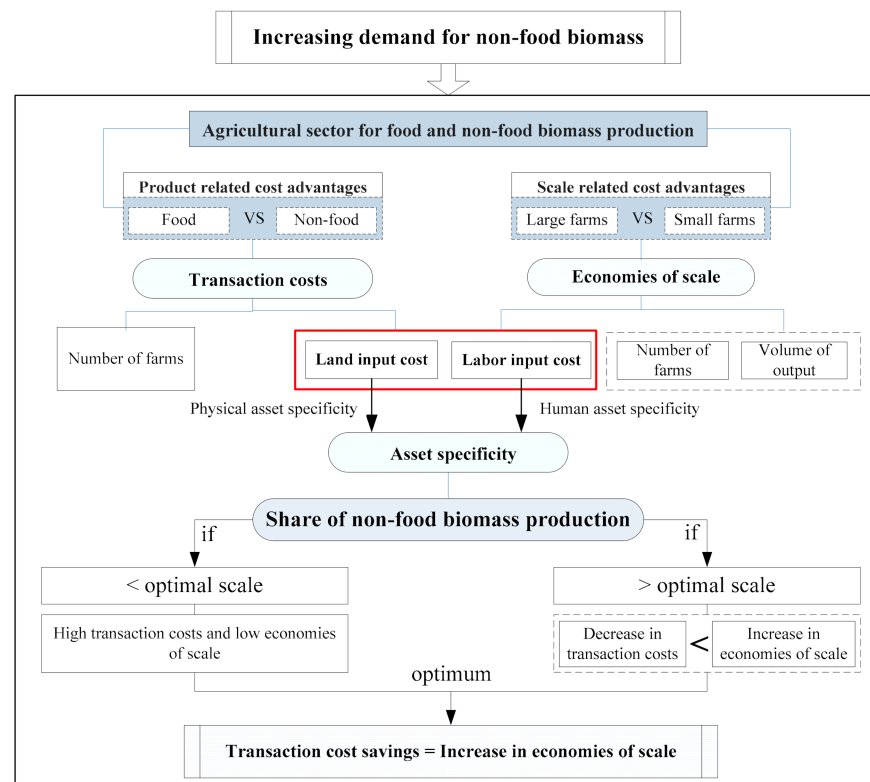 Increasing demand for non-food biomass
Agricultural sector for food and non-food biomass production
Product related cost advantages
Food VS Non-food
Scale related cost advantages
Large farms VS Small farms
Transaction costs
Economies of scale
Number of farms
Land input cost
Labor input cost
Number of
farms
Volume of
output
Physical asset specificity
Human asset specificity
Asset specificity
Share of non-food biomass production
if
if
< optimal scale
> optimal scale
High transaction costs and low economies
of scale
Decrease in
transaction costs
<
Increase in
economies of scale
optimum
Transaction cost savings = Increase in economies of scale